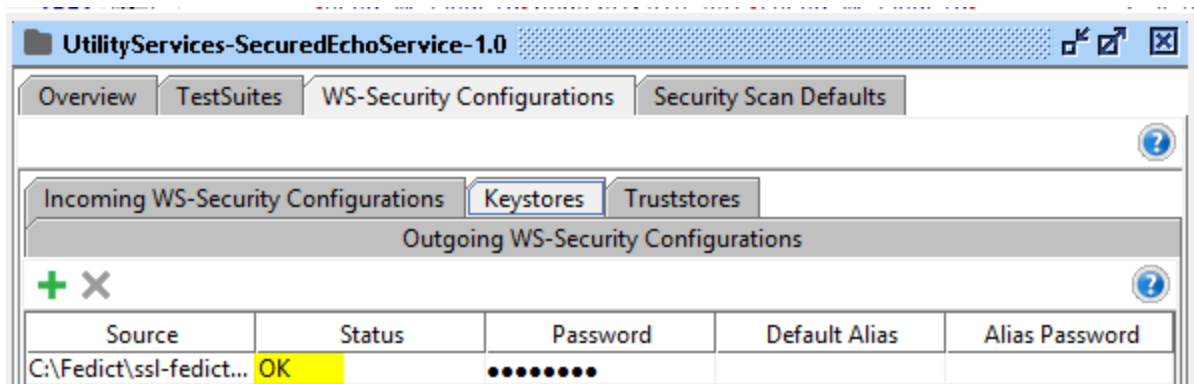 UtilityServices-SecuredEchoService-1.0
Overview TestSuites WS-Security Configurations Security Scan Defaults
Incoming WS-Security Configurations Keystores Truststores
Outgoing WS-Security Configurations
Source Status Password Default Alias Alias Password
C:\Fedict\ssl-fedict... OK ••••••••